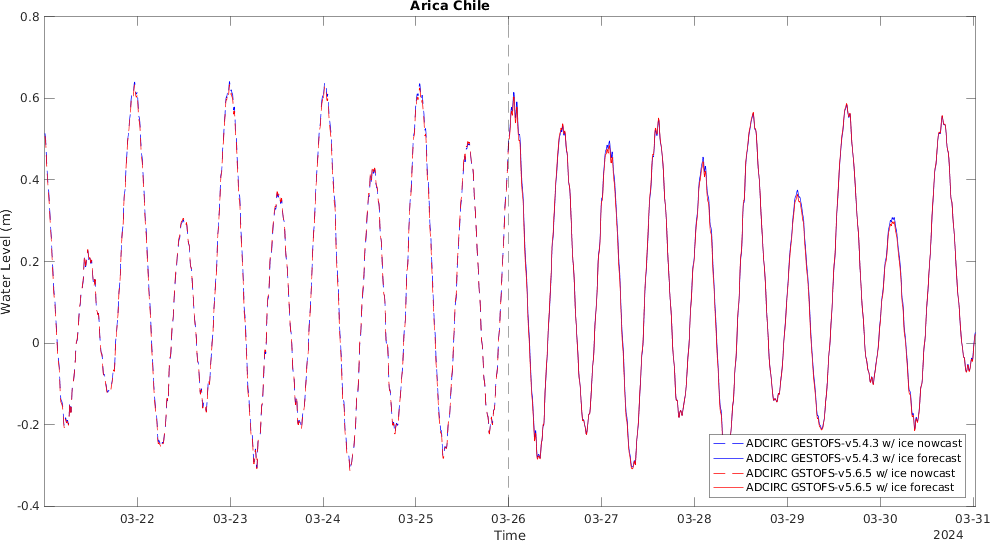 Arica Chile
0.8
0.6
0.4
0.2
0
-0.2
-0.4
Water Level (m)
ADCIRC GESTOFS-v5.4.3 w/ ice nowcast
ADCIRC GESTOFS-v5.4.3 w/ ice forecast
ADCIRC GSTOFS-v5.6.5 w/ ice nowcast
ADCIRC GSTOFS-v5.6.5 w/ ice forecast
03-22 03-23 03-24 03-25 03-26 03-27 03-28 03-29 03-30 03-31
Time
2024